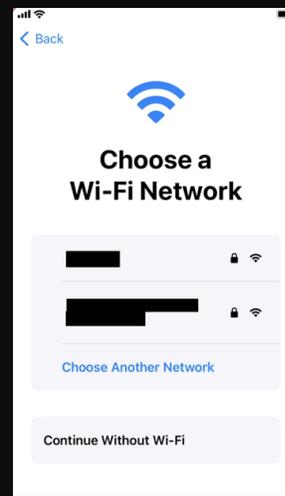 Back
Choose a
Wi-Fi Network
Choose Another Network
Continue Without Wi-Fi